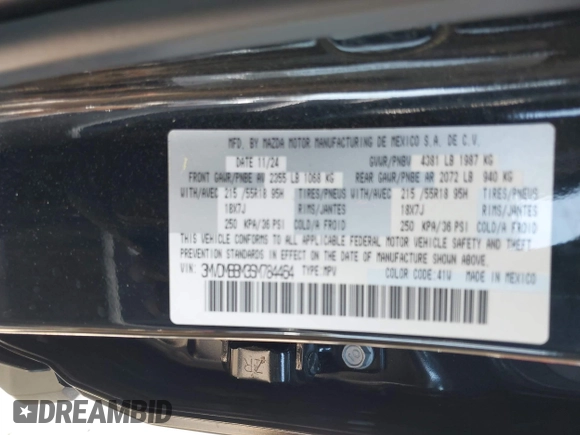 MFD. BY MAZDA MOTOR MANUFACTURING DE MEXICO S.A. DE C.V.
DATE 11/24 GVWR/PNBV 4381 LB 1987 KG
FRONT GAWR/PNBE AV 2355 LB 1068 KG REAR GAWR/PNBE AR 2072 LB 940 KG
WITH/AVEC 215 /55R18 95H TIRES/PNEUS WITH/AVEC 215 /55R18 95H TIRES/PNEUS
18X7J RIMS/JANTES 18X7J RIMS/JANTES
250 KPA/36 PSI COLD/A FROID 250 KPA/36 PSI COLD/A FROID
THIS VEHICLE CONFORMS TO ALL APPLICABLE FEDERAL MOTOR VEHICLE SAFETY AND THEFT
PREVENTION STANDARDS IN EFFECT ON THE DATE OF MANUFACTURE SHOWN ABOVE.
VIN: TYPE: MPV COLOR CODE: 41W MADE IN MEXICO
ZR
DREAMBID